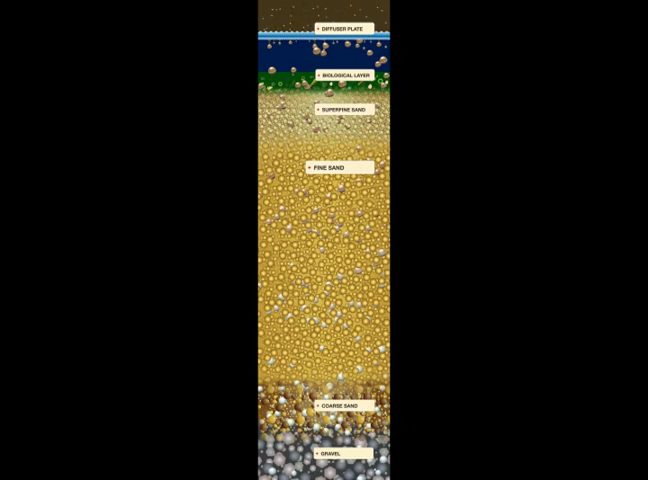 DIFFUSER PLATE
BIOLOGICAL LAYER
SUPERFINE SAND
FINE SAND
COARSE SAND
GRAVEL